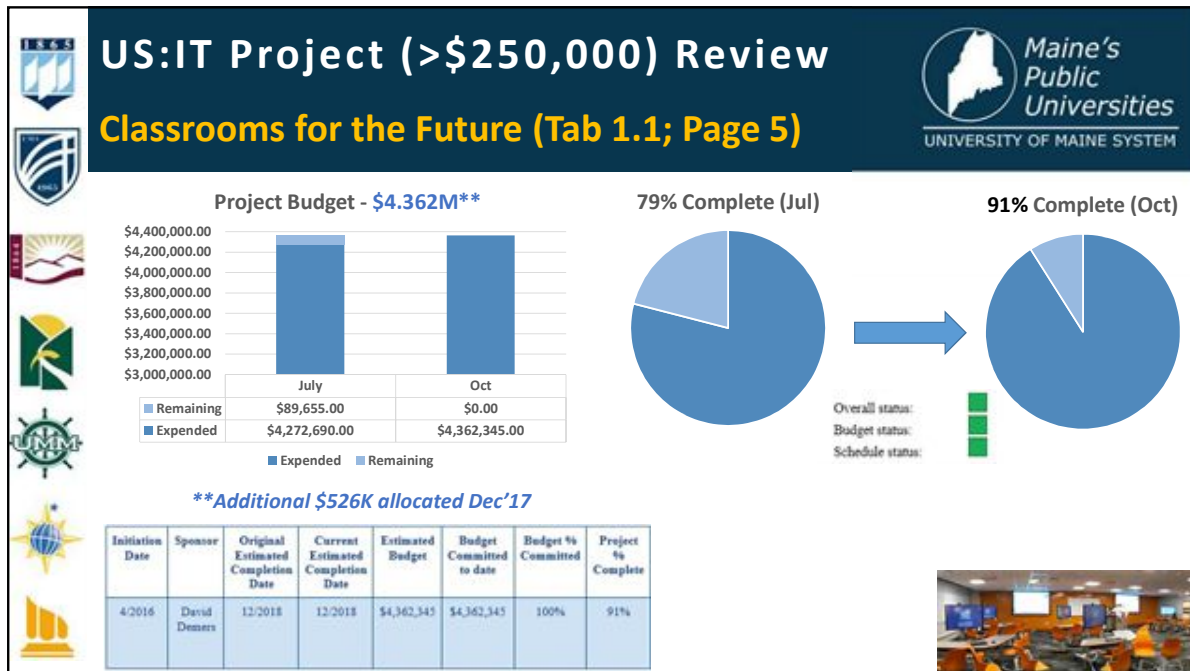 US:IT Project (>$250,000) Review
Classrooms for the Future (Tab 1.1; Page 5)
Maine's
Public
Universities
UNIVERSITY OF MAINE SYSTEM
1865
1864
UMM
Project Budget - $4.362M**
$4,400,000.00
$4,200,000.00
$4,000,000.00
$3,800,000.00
$3,600,000.00
$3,400,000.00
$3,200,000.00
$3,000,000.00
July Oct
Remaining $89,655.00 $0.00
Expended $4,272,690.00 $4,362,345.00
Expended Remaining
79% Complete (Jul)
91% Complete (Oct)
Overall status:
Budget status:
Schedule status:
**Additional $526K allocated Dec'17
Initiation Sponsor Original Current Estimated Budget Budget % Project
Date Estimated Estimated Budget Committed Committed %
Completion Completion to date Complete
Date Date
4/2016 David 12/2018 12/2018 $4,362,345 $4,362,345 100% 91%
Demers